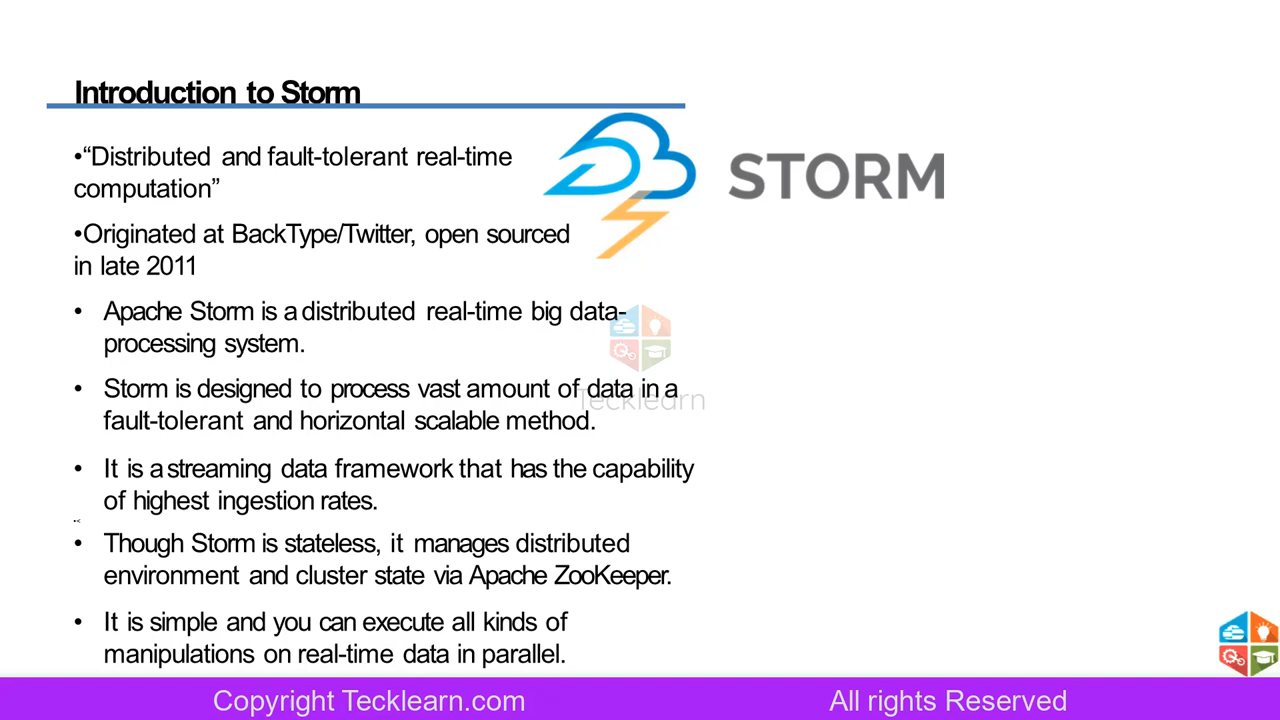 Introduction to Storm
•“Distributed and fault-tolerant real-time
computation”
STORM
•Originated at BackType/Twitter, open sourced
in late 2011
• Apache Storm is a distributed real-time big data-
processing system.
• Storm is designed to process vast amount of data in a
fault-tolerant and horizontal scalable method.
Tecklearn
• It is a streaming data framework that has the capability
of highest ingestion rates.
• Though Storm is stateless, it manages distributed
environment and cluster state via Apache ZooKeeper.
• It is simple and you can execute all kinds of
manipulations on real-time data in parallel.
Copyright Tecklearn.com
All rights Reserved